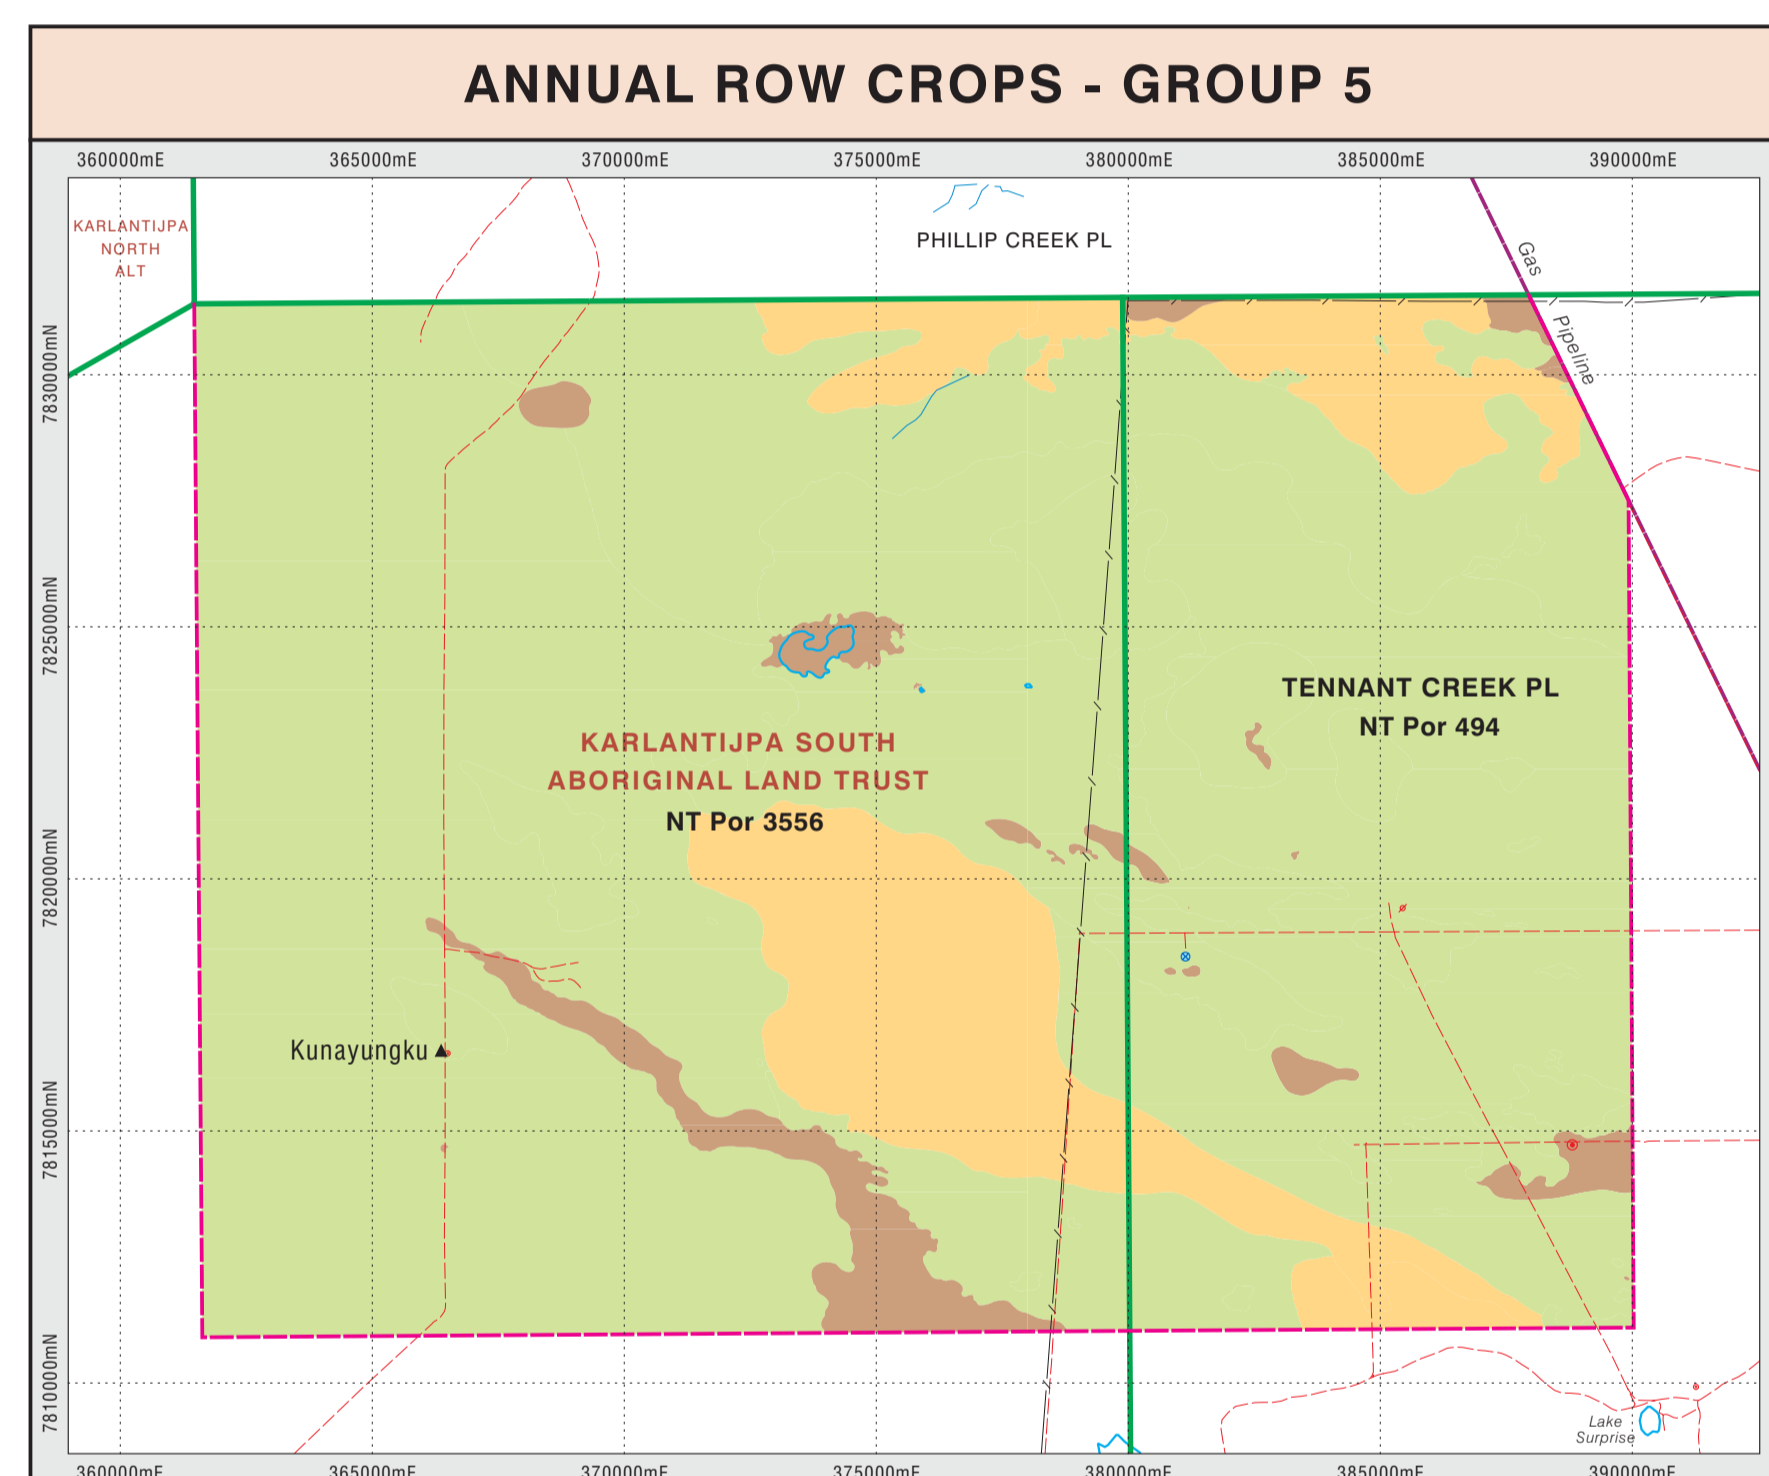 ANNUAL ROW CROPS - GROUP 5
360000mE 365000mE 370000mE 375000mE 380000mE 385000mE 390000mE
KARLANTIJPA
NORTH
ALT
PHILLIP CREEK PL
Gas
Pipeline
7830000mN
7825000mN
TENNANT CREEK PL
NT Por 494
KARLANTIJPA SOUTH
ABORIGINAL LAND TRUST
NT Por 3556
7820000mN
Kunayungku
7815000mN
7810000mN
Lake
Surprise
360000mE 365000mE 370000mE 375000mE 380000mE 385000mE 390000mE